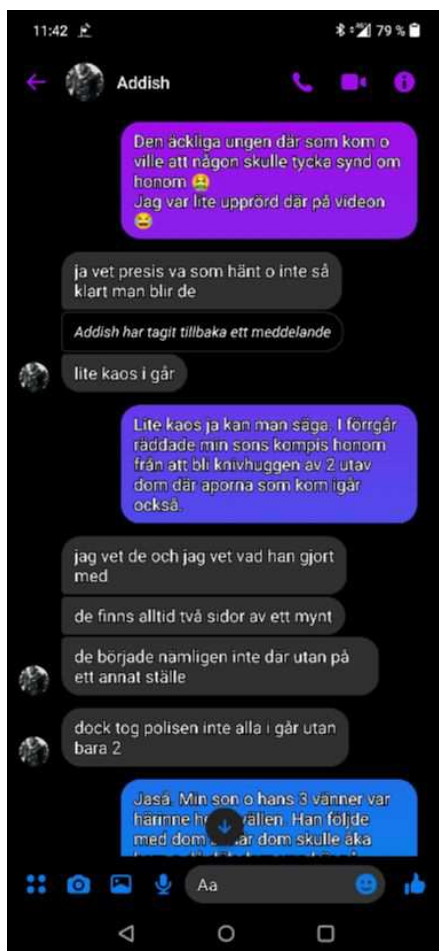 11:42
79 %
Addish
Den äckliga ungen där som kom o
ville att någon skulle tycka synd om
honom 🤮
Jag var lite upprörd där på videon
😂
ja vet presis va som hänt o inte så
klart man blir de
Addish har tagit tillbaka ett meddelande
lite kaos i går
Lite kaos ja kan man säga. I förrgår
räddade min sons kompis honom
från att bli knivhuggen av 2 utav
dom där aporna som kom igår
också.
jag vet de och jag vet vad han gjort
med
de finns alltid två sidor av ett mynt
de började nämligen inte där utan på
ett annat ställe
dock tog polisen inte alla i går utan
bara 2
Jaså. Min son o hans 3 vänner var
härinne
Han följde
med dom
dom skulle åka
Aa